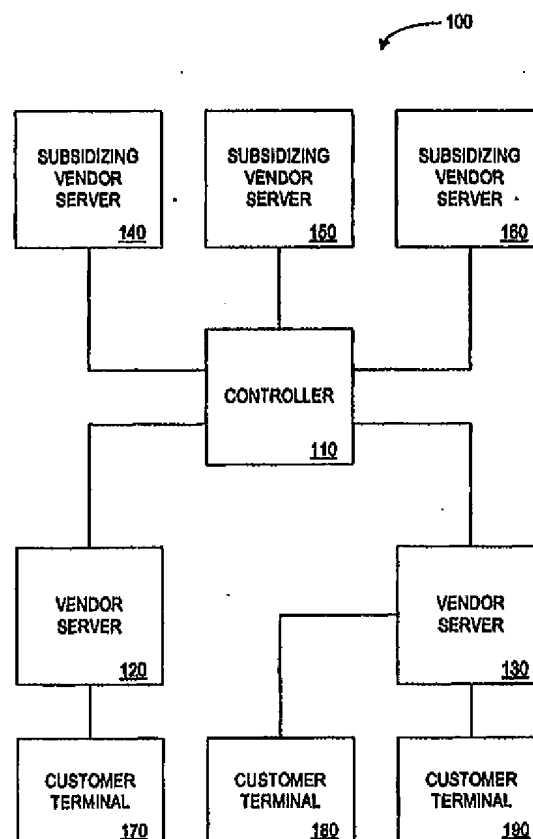 100
SUBSIDIZING
VENDOR
SERVER
140
SUBSIDIZING
VENDOR
SERVER
150
SUBSIDIZING
VENDOR
SERVER
160
CONTROLLER
110
VENDOR
SERVER
120
VENDOR
SERVER
130
CUSTOMER
TERMINAL
170
CUSTOMER
TERMINAL
180
CUSTOMER
TERMINAL
190